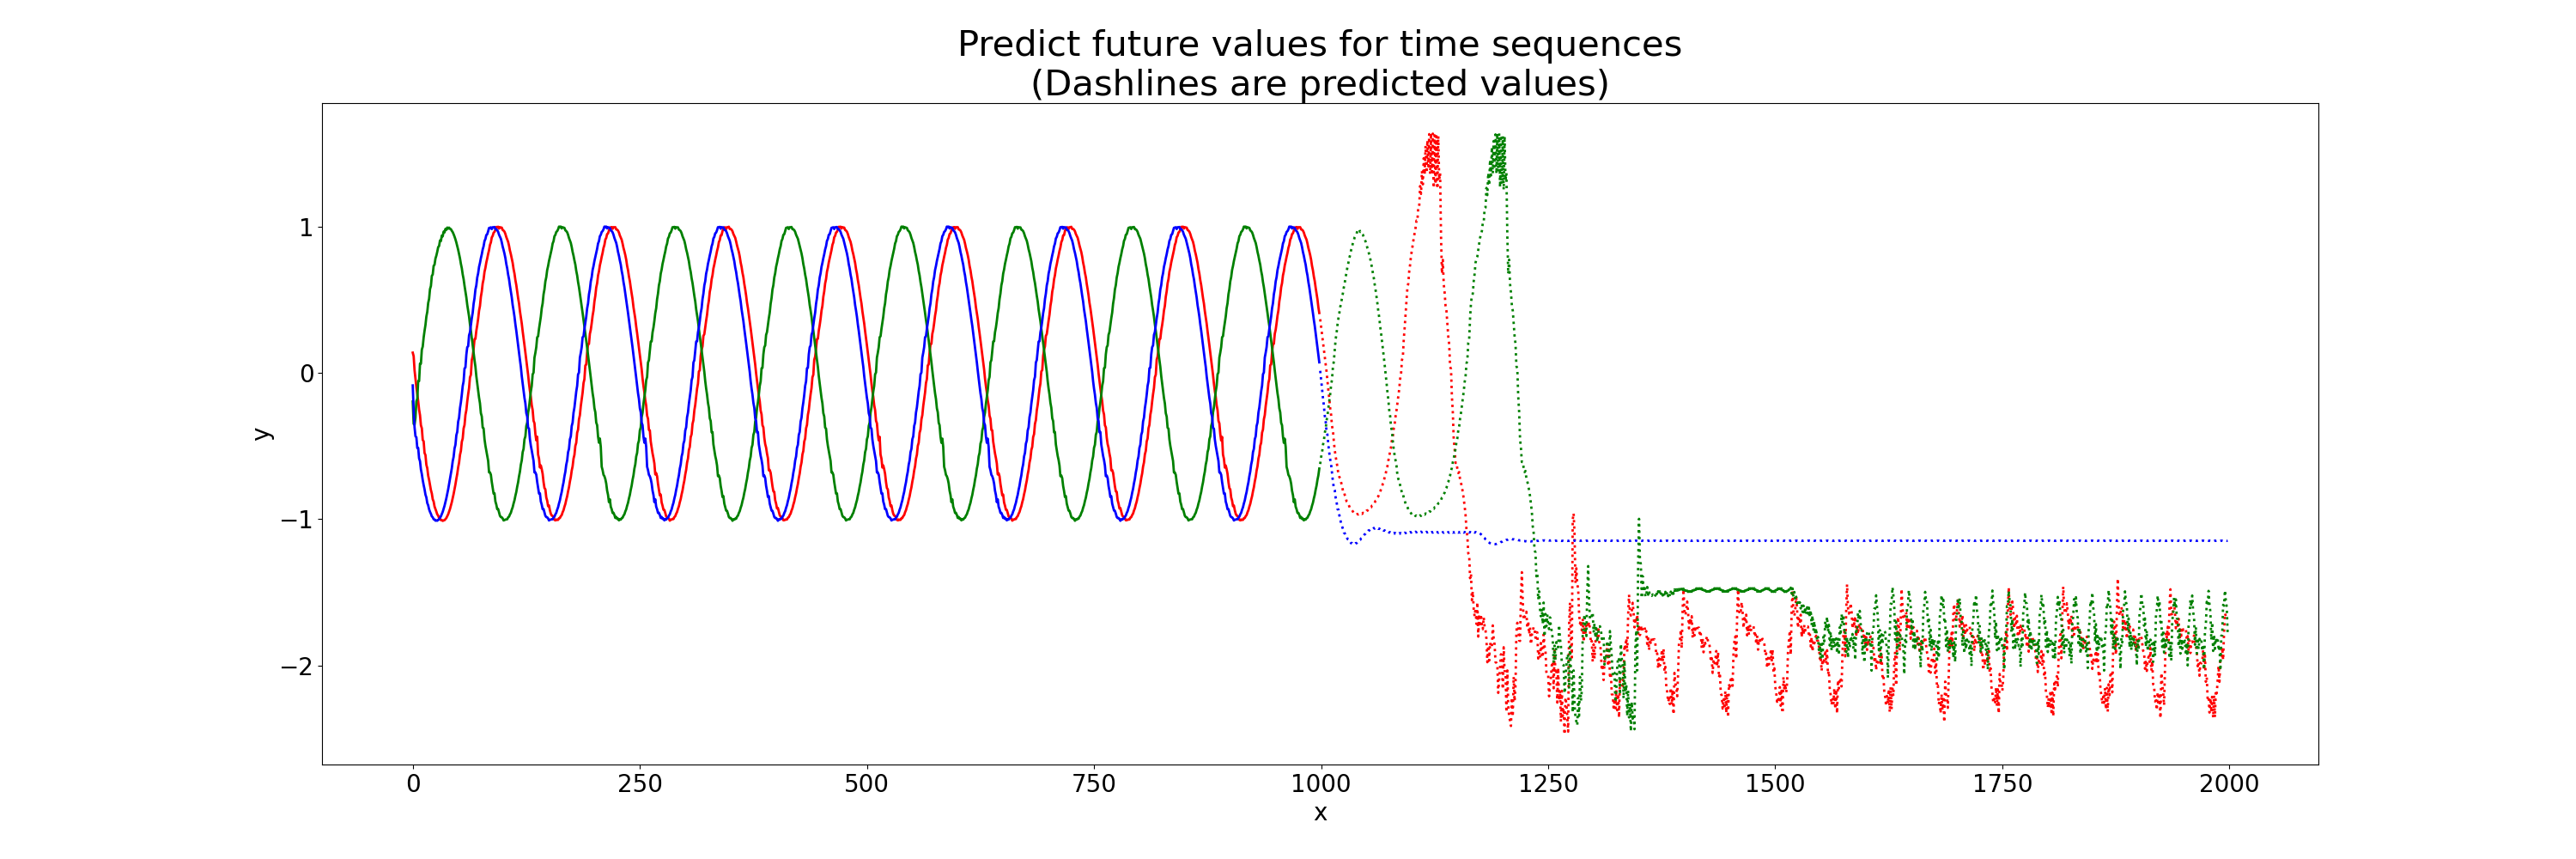 Predict future values for time sequences
(Dashlines are predicted values)
y
1
0
−1
−2
0 250 500 750 1000 1250 1500 1750 2000
x